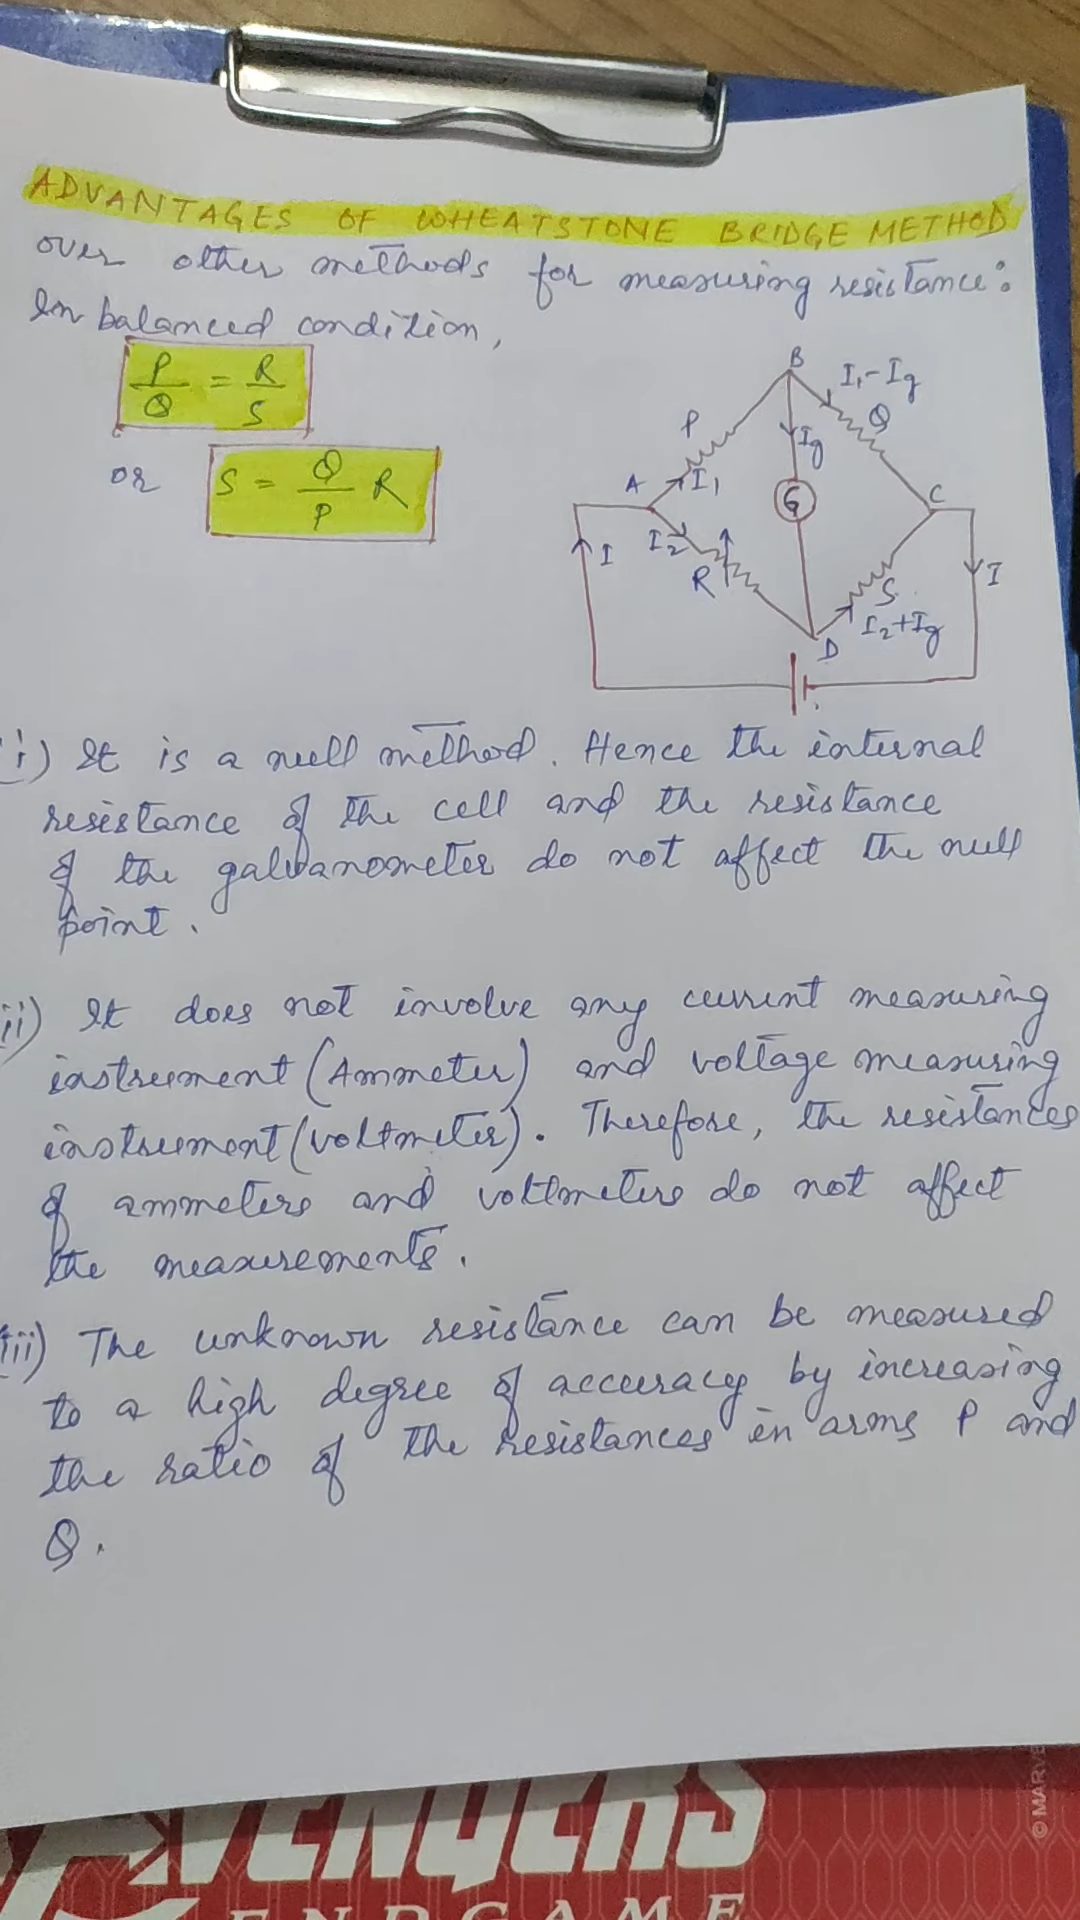 ADVANTAGES OF WHEATSTONE BRIDGE METHOD
over other methods for measuring resistance:
In balanced condition,
P/Q = R/S
or S = Q/P R
B
I₁-Ig
P
Q
Ig
A
I₁
G
C
I
I₂
R
S
I
I₂+Ig
D
(i) It is a null method. Hence the internal
resistance of the cell and the resistance
of the galvanometer do not affect the null
point.
(ii) It does not involve any current measuring
instrument (Ammeter) and voltage measuring
instrument (voltmeter). Therefore, the resistances
of ammeters and voltmeters do not affect
the measurements.
(iii) The unknown resistance can be measured
to a high degree of accuracy by increasing
the ratio of the resistances in arms P and
Q.
AVENGERS
ENDGAME
© MARVEL